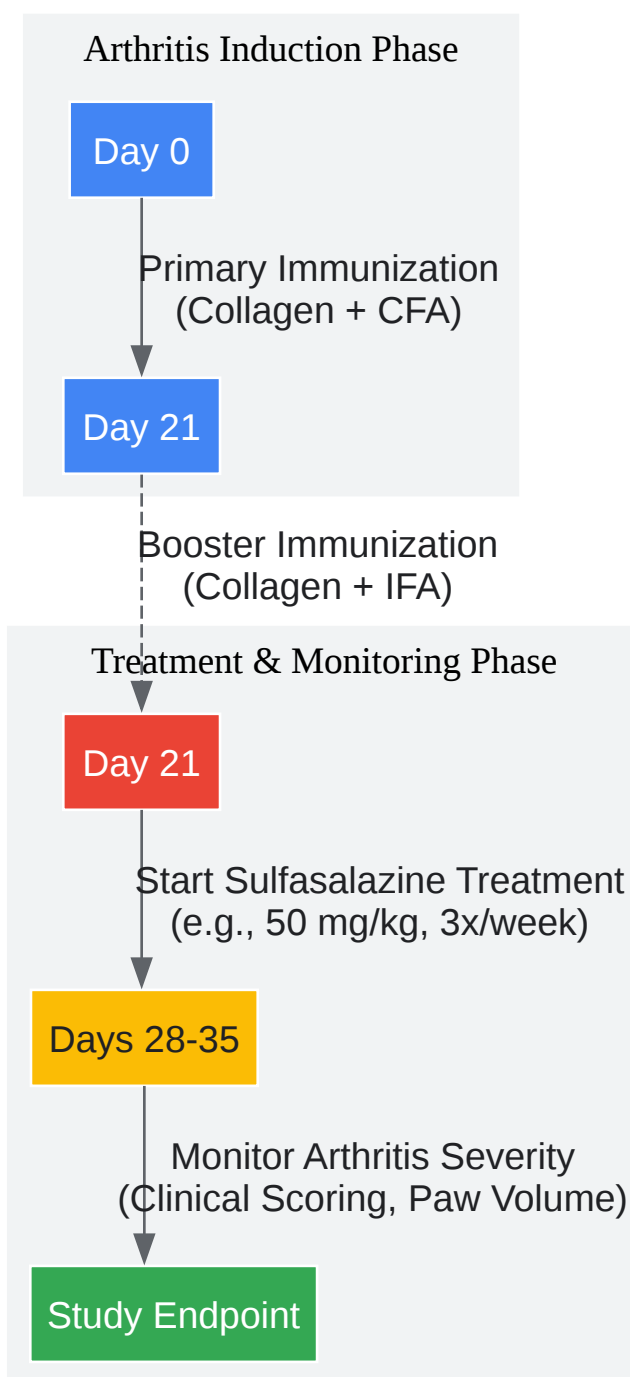 Arthritis Induction Phase
Day 0
Primary Immunization
(Collagen + CFA)
Day 21
Booster Immunization
(Collagen + IFA)
Treatment & Monitoring Phase
Day 21
Start Sulfasalazine Treatment
(e.g., 50 mg/kg, 3x/week)
Days 28-35
Monitor Arthritis Severity
(Clinical Scoring, Paw Volume)
Study Endpoint